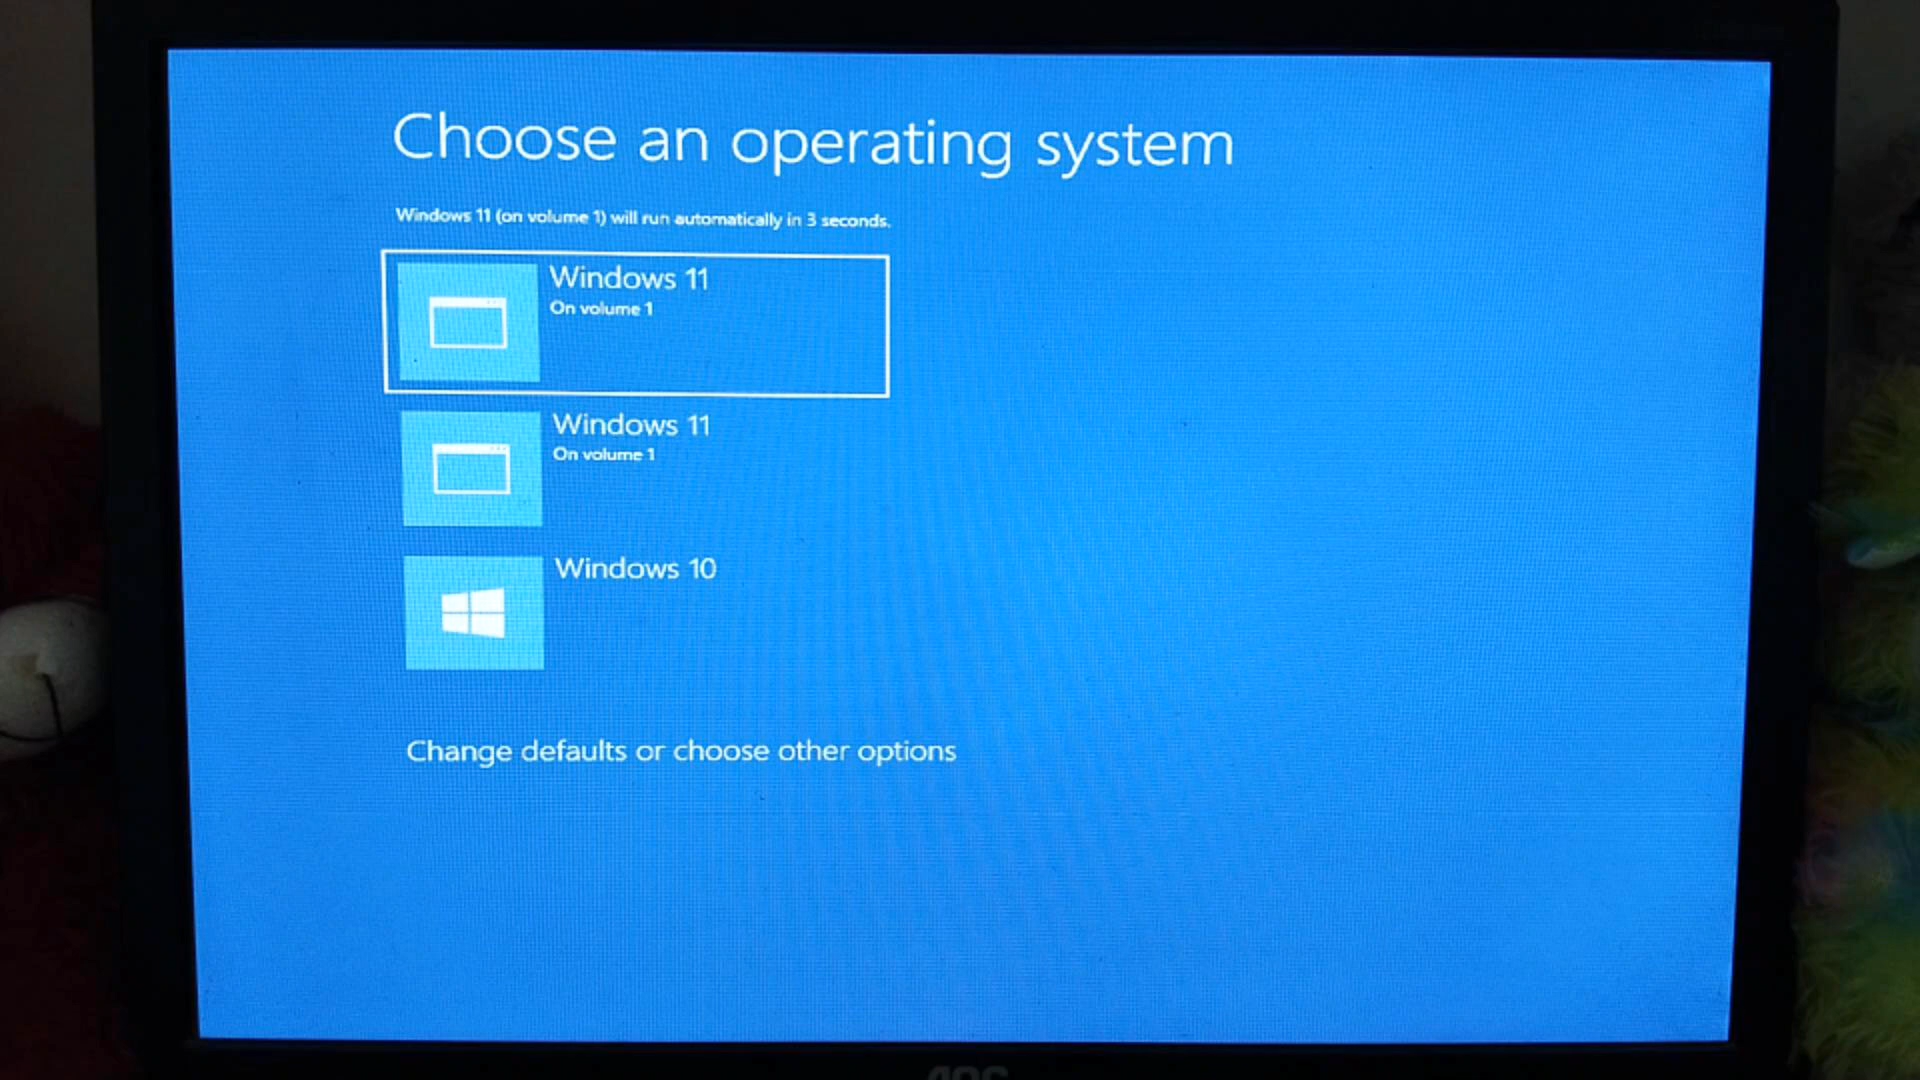 Choose an operating system
Windows 11 (on volume 1) will run automatically in 3 seconds.
Windows 11
On volume 1
Windows 11
On volume 1
Windows 10
Change defaults or choose other options
AOC